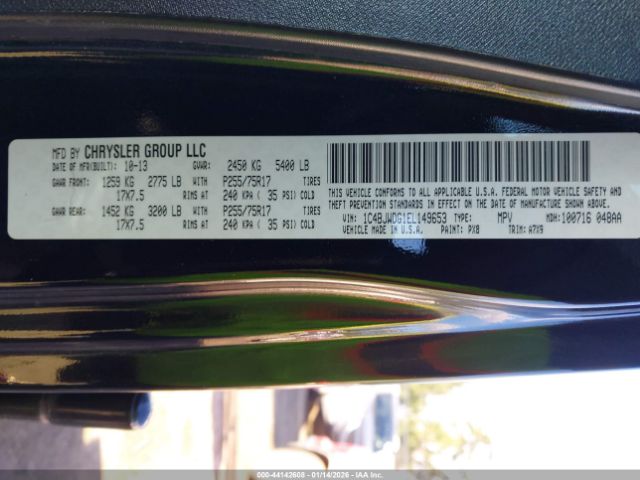 MFD BY CHRYSLER GROUP LLC
DATE OF MFR(BUILT): 10-13 GVWR: 2450 KG 5400 LB
GAWR FRONT: 1259 KG 2775 LB WITH P255/75R17 TIRES
17X7.5 RIMS AT 240 KPA ( 35 PSI) COLD
GAWR REAR: 1452 KG 3200 LB WITH P255/75R17 TIRES
17X7.5 RIMS AT 240 KPA ( 35 PSI) COLD
THIS VEHICLE CONFORMS TO ALL APPLICABLE U.S.A. FEDERAL MOTOR VEHICLE SAFETY AND
THEFT PREVENTION STANDARDS IN EFFECT ON THE DATE OF MANUFACTURE SHOWN ABOVE.
VIN: 1C4BJWDG1EL149653 TYPE: MPV MDH:100716 048AA
VEHICLE MADE IN U.S.A. PAINT: PX8 TRIM: A7X9
000-44142608 - 01/14/2026 - IAAI Inc.